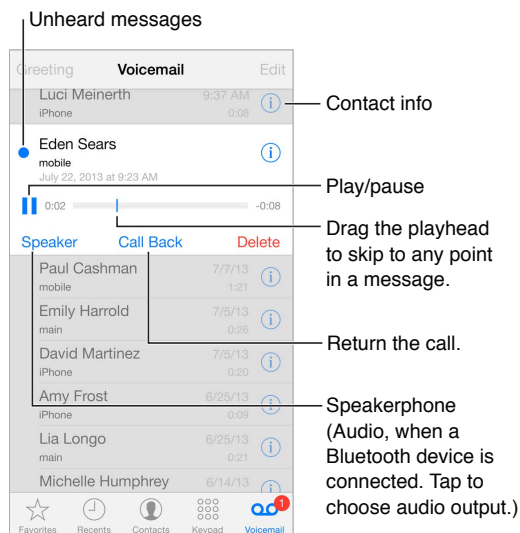 Unheard messages
Greeting Voicemail Edit
Luci Meinerth 9:37 AM
iPhone 0:08
Contact info
Eden Sears
mobile
July 22, 2013 at 9:23 AM
Play/pause
0:02 -0:08
Drag the playhead
to skip to any point
in a message.
Speaker Call Back Delete
Paul Cashman 7/7/13
mobile 1:21
Emily Harrold 7/5/13
main 0:26
Return the call.
David Martinez 7/5/13
iPhone 0:20
Amy Frost 6/25/13
iPhone 0:09
Speakerphone
(Audio, when a
Bluetooth device is
connected. Tap to
choose audio output.)
Lia Longo 6/25/13
main 0:21
Michelle Humphrey 6/14/13
1
Favorites Recents Contacts Keypad Voicemail